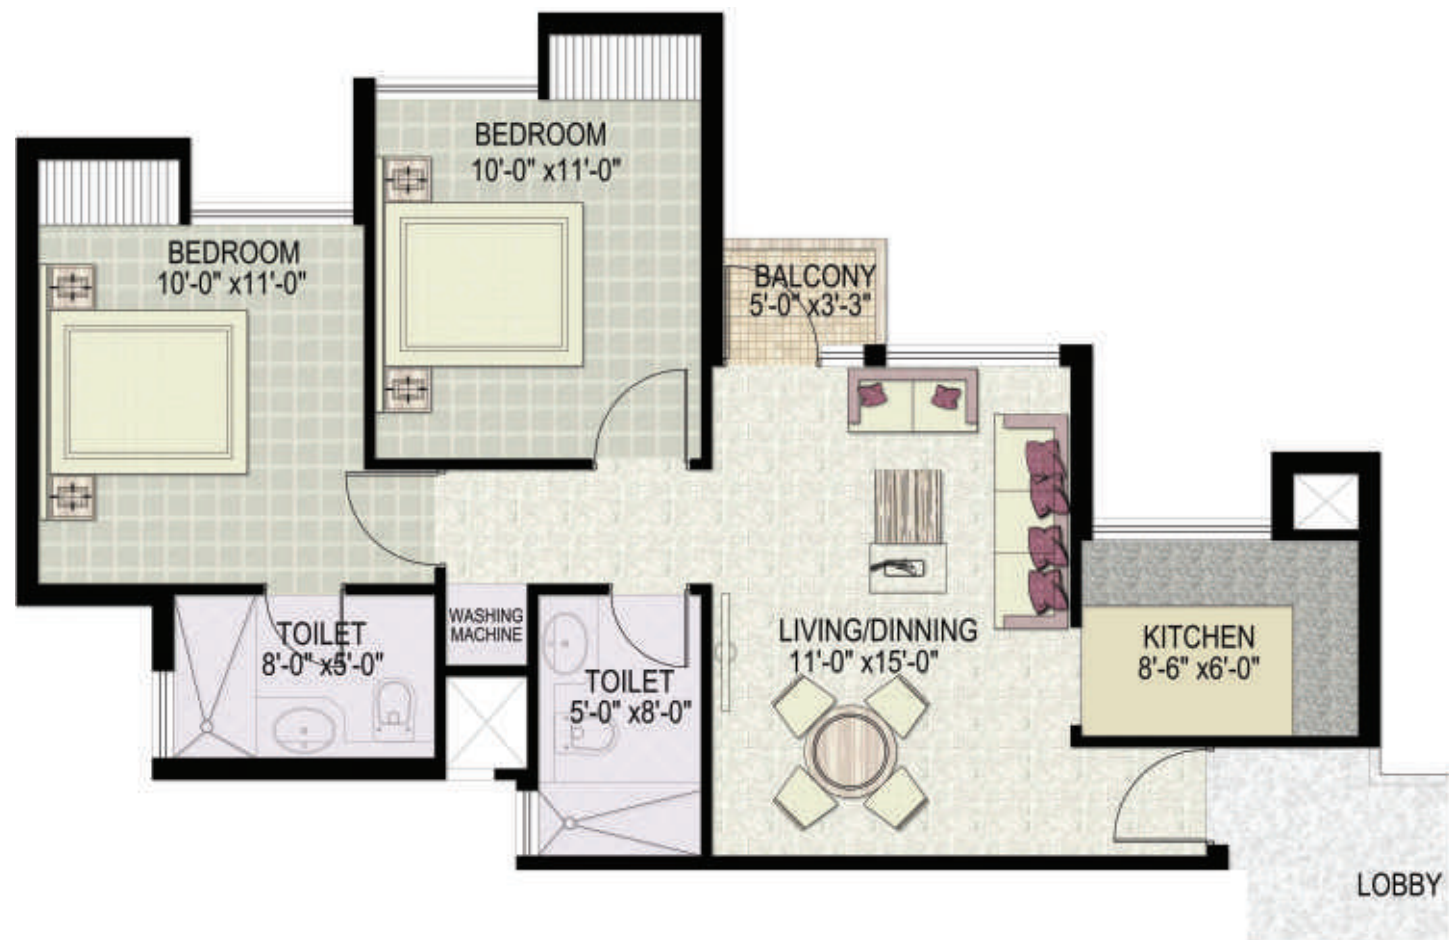 BEDROOM
10'-0" x11'-0"
BEDROOM
10'-0" x11'-0"
BALCONY
5'-0" x3'-3"
WASHING
MACHINE
TOILET
8'-0" x5'-0"
LIVING/DINNING
11'-0" x15'-0"
KITCHEN
8'-6" x6'-0"
TOILET
5'-0" x8'-0"
LOBBY